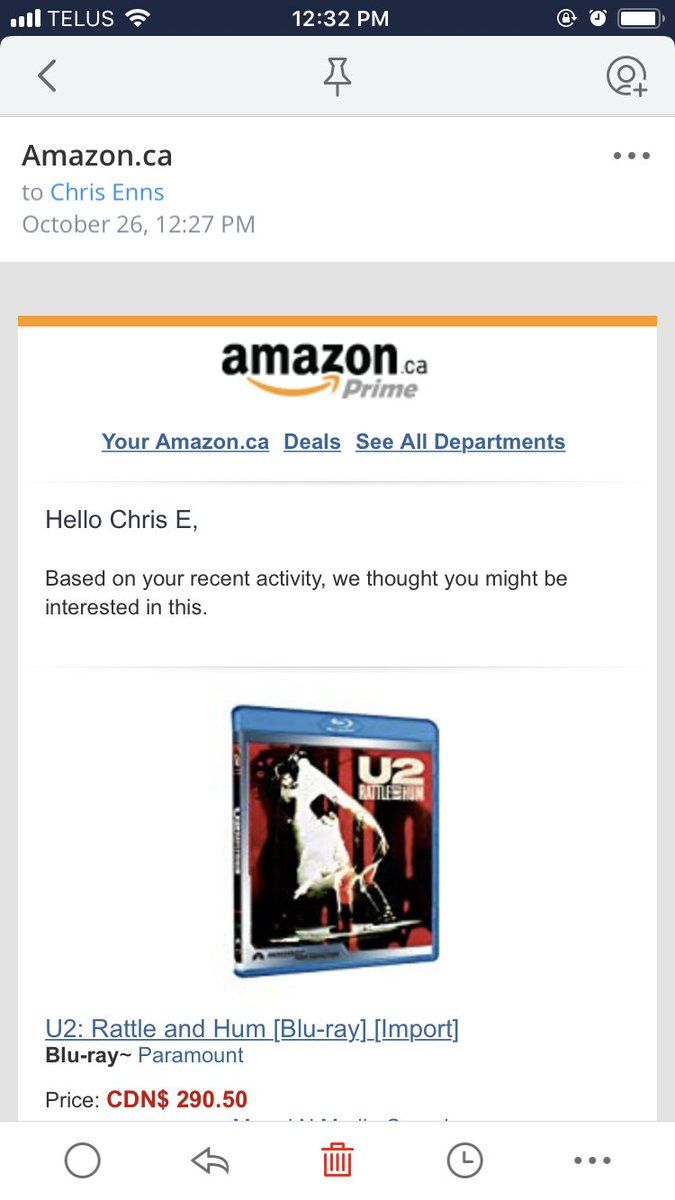 TELUS 12:32 PM
Amazon.ca
to Chris Enns
October 26, 12:27 PM
amazon.ca
Prime
Your Amazon.ca Deals See All Departments
Hello Chris E,
Based on your recent activity, we thought you might be
interested in this.
U2
RATTLE AND HUM
U2: Rattle and Hum [Blu-ray] [Import]
Blu-ray~ Paramount
Price: CDN$ 290.50